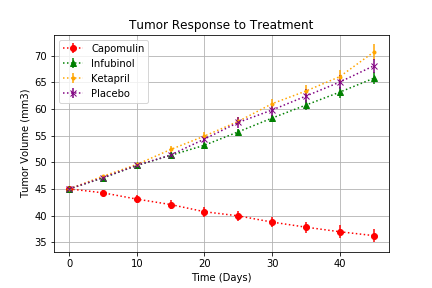 Tumor Response to Treatment
Capomulin
Infubinol
Ketapril
Placebo
Tumor Volume (mm3)
70
65
60
55
50
45
40
35
0 10 20 30 40
Time (Days)